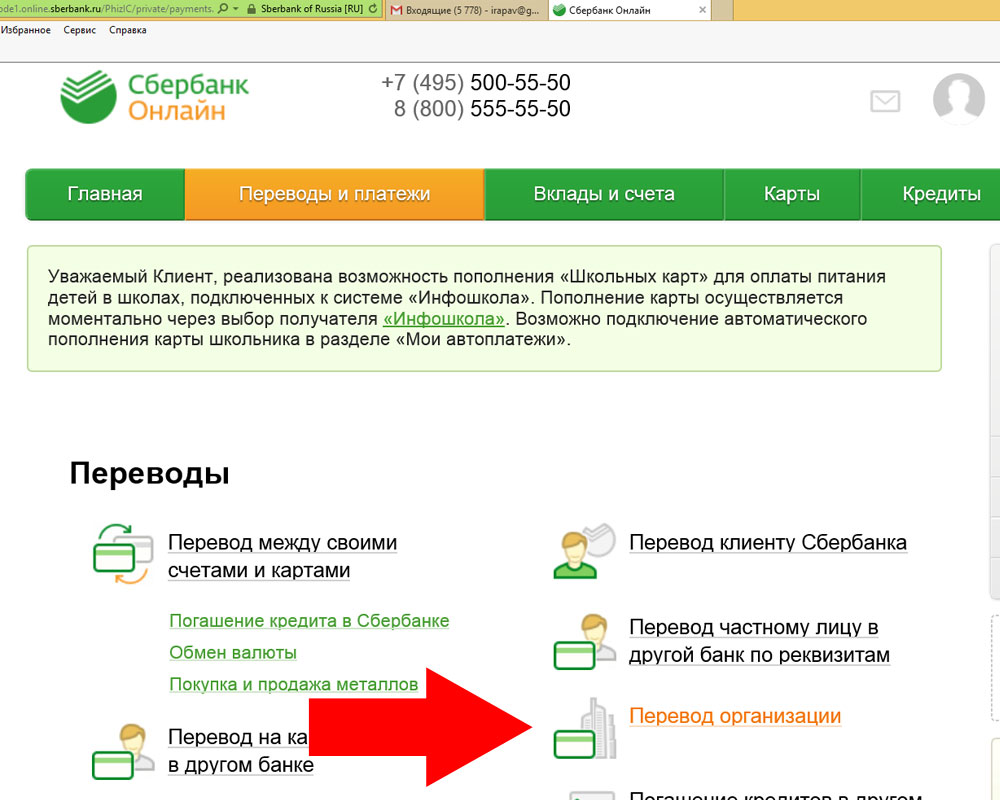 ode1.online.sberbank.ru/PhizIC/private/payments.
Sberbank of Russia [RU]
Входящие (5 778) - irapav@g...
Сбербанк Онлайн
Избранное Сервис Справка
Сбербанк
Онлайн
+7 (495) 500-55-50
8 (800) 555-55-50
Главная
Переводы и платежи
Вклады и счета
Карты
Кредиты
Уважаемый Клиент, реализована возможность пополнения «Школьных карт» для оплаты питания
детей в школах, подключенных к системе «Инфошкола». Пополнение карты осуществляется
моментально через выбор получателя «Инфошкола». Возможно подключение автоматического
пополнения карты школьника в разделе «Мои автоплатежи».
Переводы
Перевод между своими
счетами и картами
Погашение кредита в Сбербанке
Обмен валюты
Покупка и продажа металлов
Перевод на ка
в другом банке
Перевод клиенту Сбербанка
Перевод частному лицу в
другой банк по реквизитам
Перевод организации
Погашение кредитов в другом